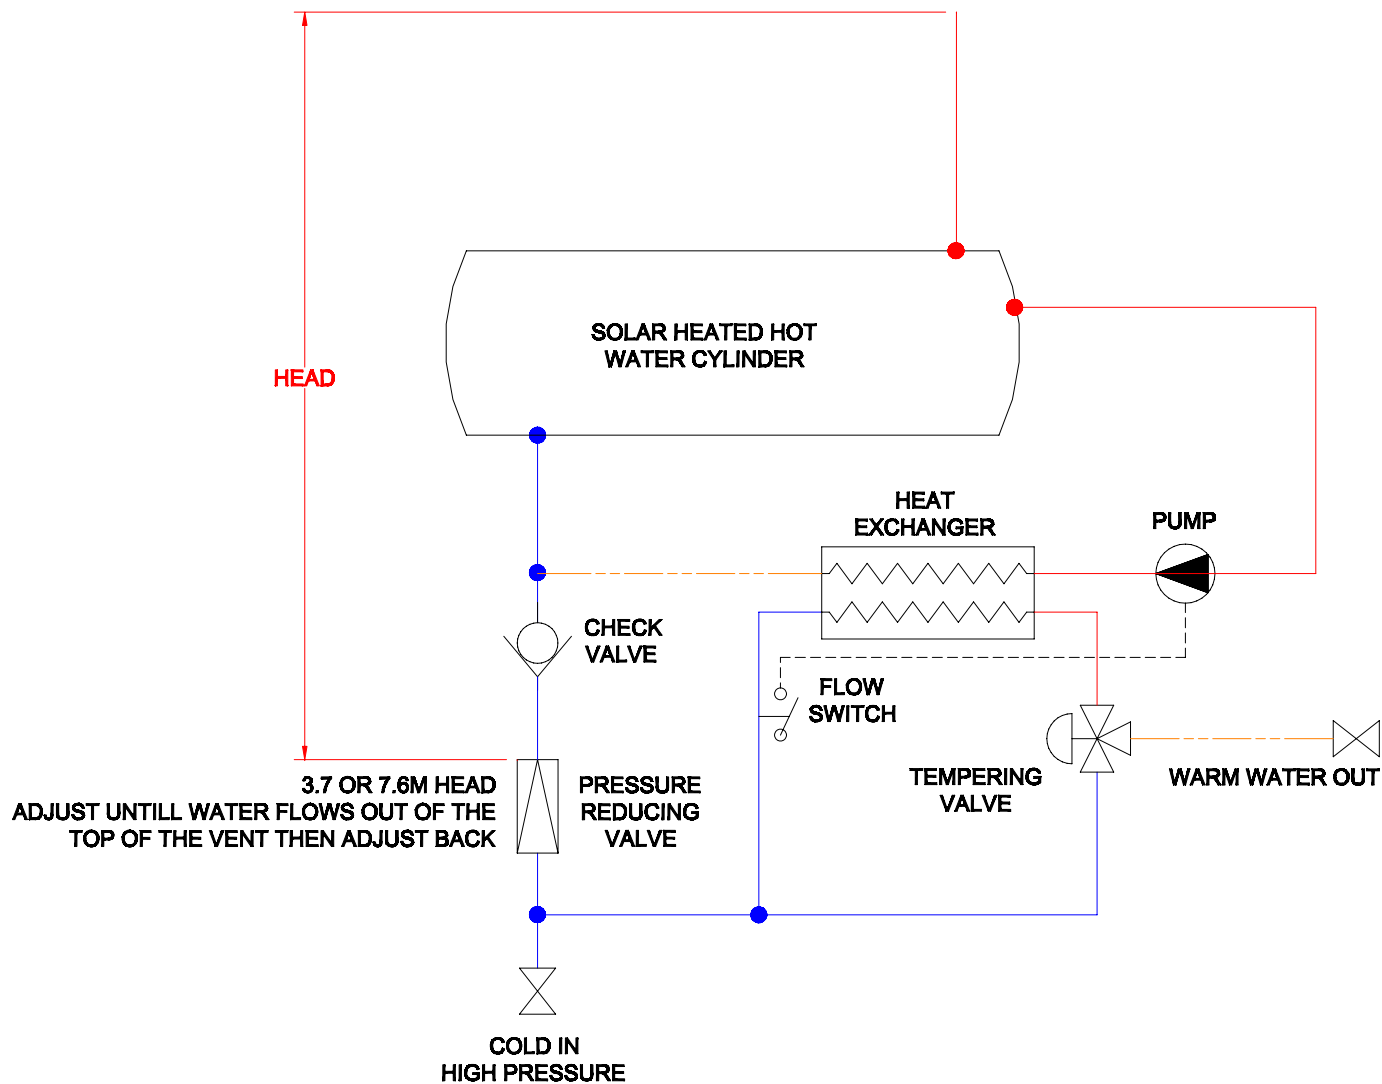 SOLAR HEATED HOT
WATER CYLINDER
HEAD
HEAT
EXCHANGER
PUMP
CHECK
VALVE
FLOW
SWITCH
3.7 OR 7.6M HEAD
ADJUST UNTILL WATER FLOWS OUT OF THE
TOP OF THE VENT THEN ADJUST BACK
PRESSURE
REDUCING
VALVE
TEMPERING
VALVE
WARM WATER OUT
COLD IN
HIGH PRESSURE